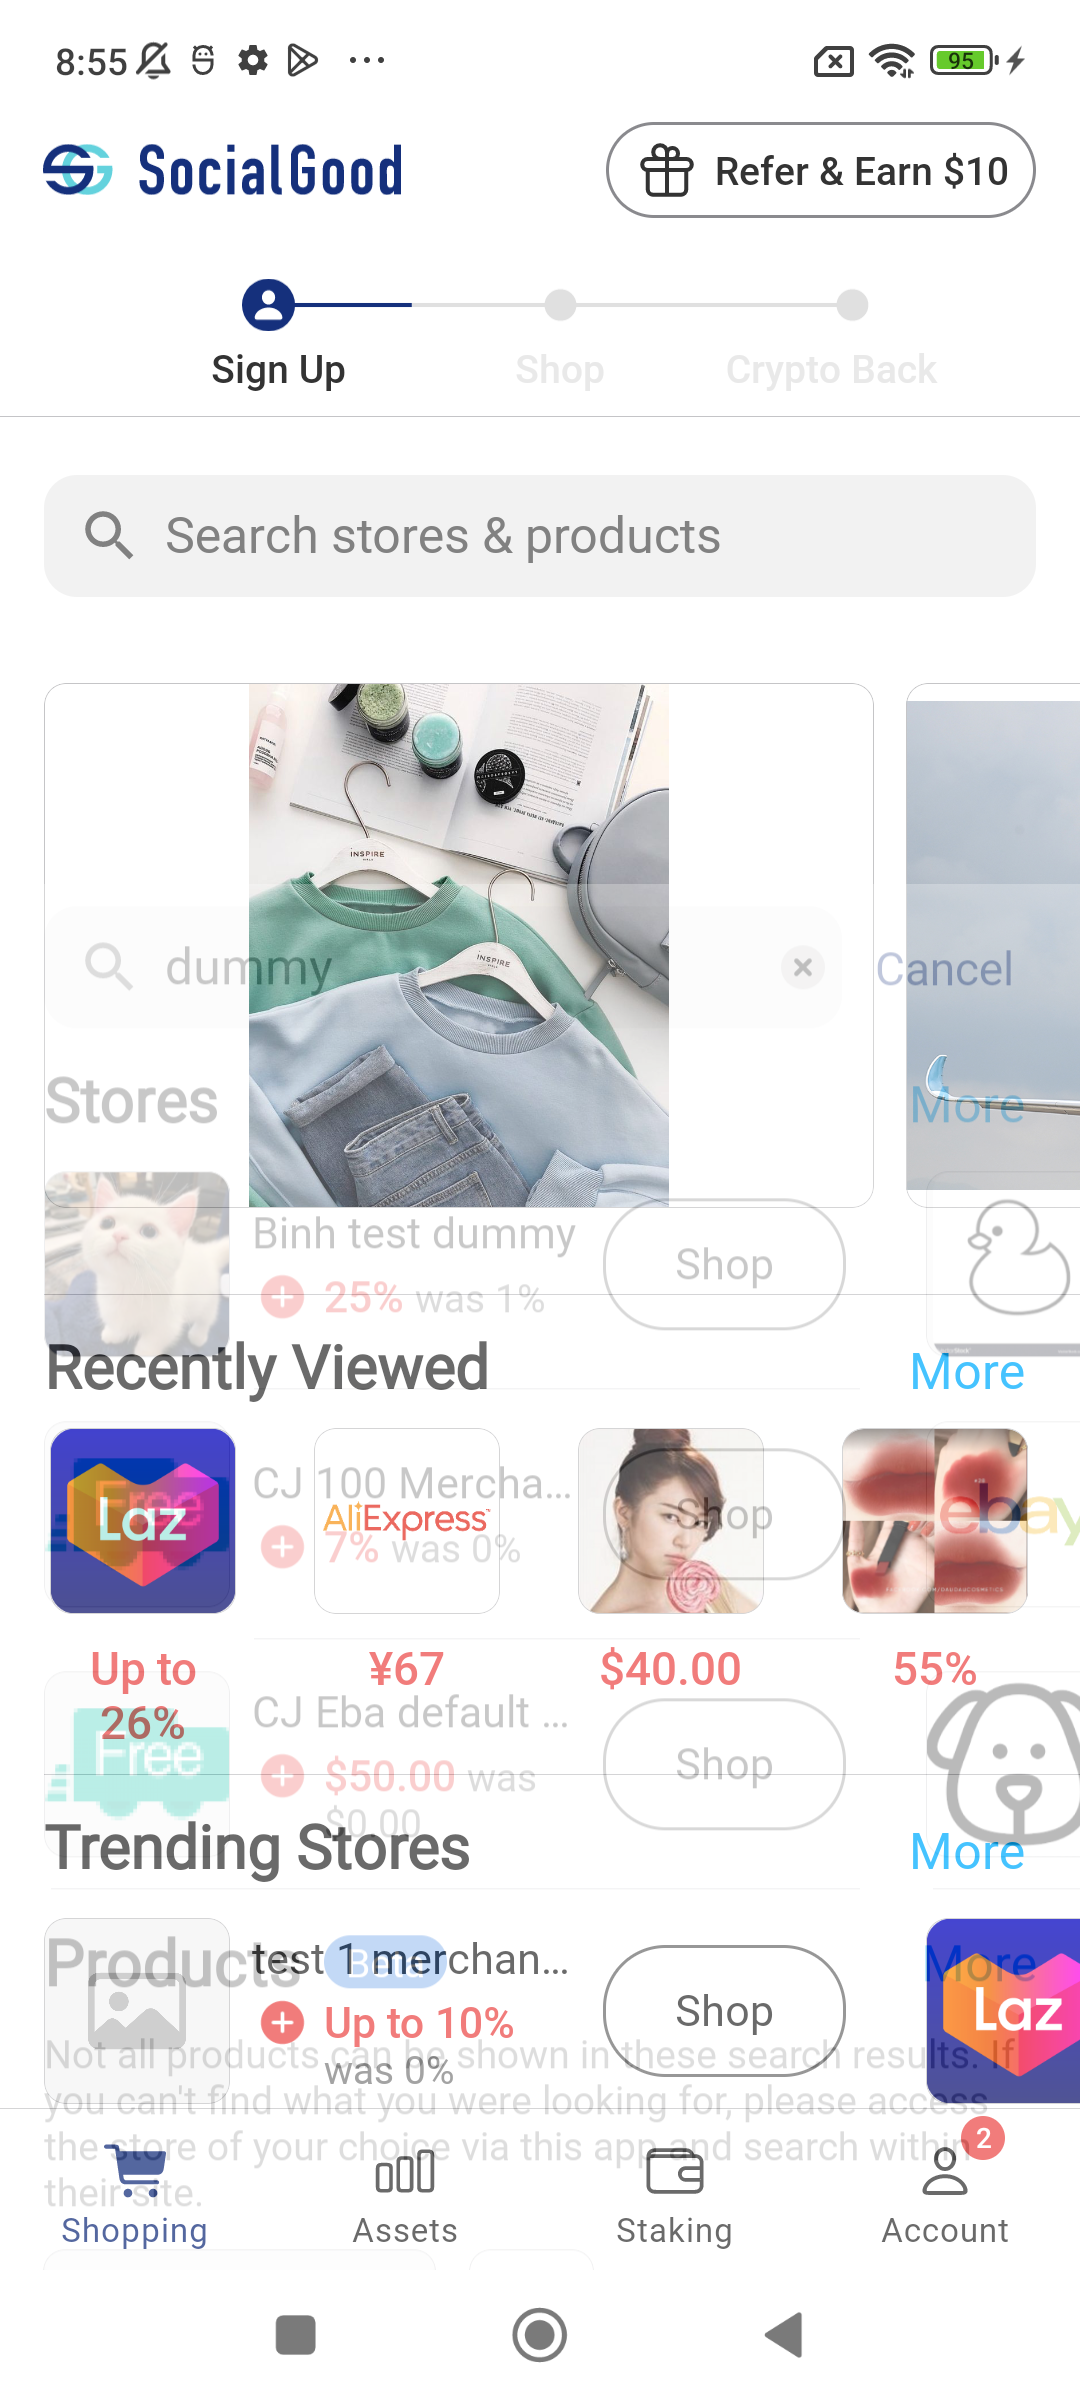 8:55
95
SocialGood
Refer & Earn $10
Sign Up
Shop
Crypto Back
Search stores & products
INSPIRE
INSPIRE
dummy
Cancel
Stores
More
Binh test dummy
Shop
25% was 1%
Recently Viewed
More
Free
Laz
CJ 100 Mercha...
AliExpress
7% was 0%
Shop
ebay
Up to 26%
¥67
$40.00
55%
Free
CJ Eba default ...
$50.00 was
$0.00
Shop
Trending Stores
More
Products
Beta
More
test 1 merchan...
Up to 10%
was 0%
Shop
Laz
Not all products can be shown in these search results. If
you can't find what you were looking for, please access
the store of your choice via this app and search within
their site.
2
Shopping
Assets
Staking
Account